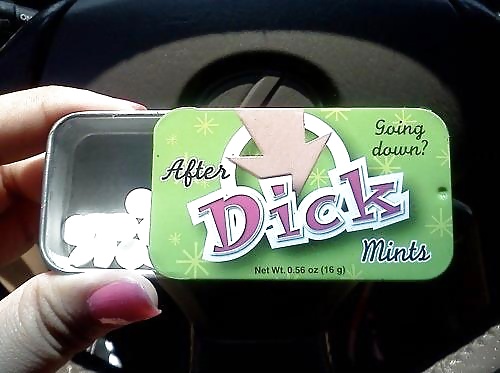 Going
down?
After
Dick
Mints
Net Wt. 0.56 oz (16 g)